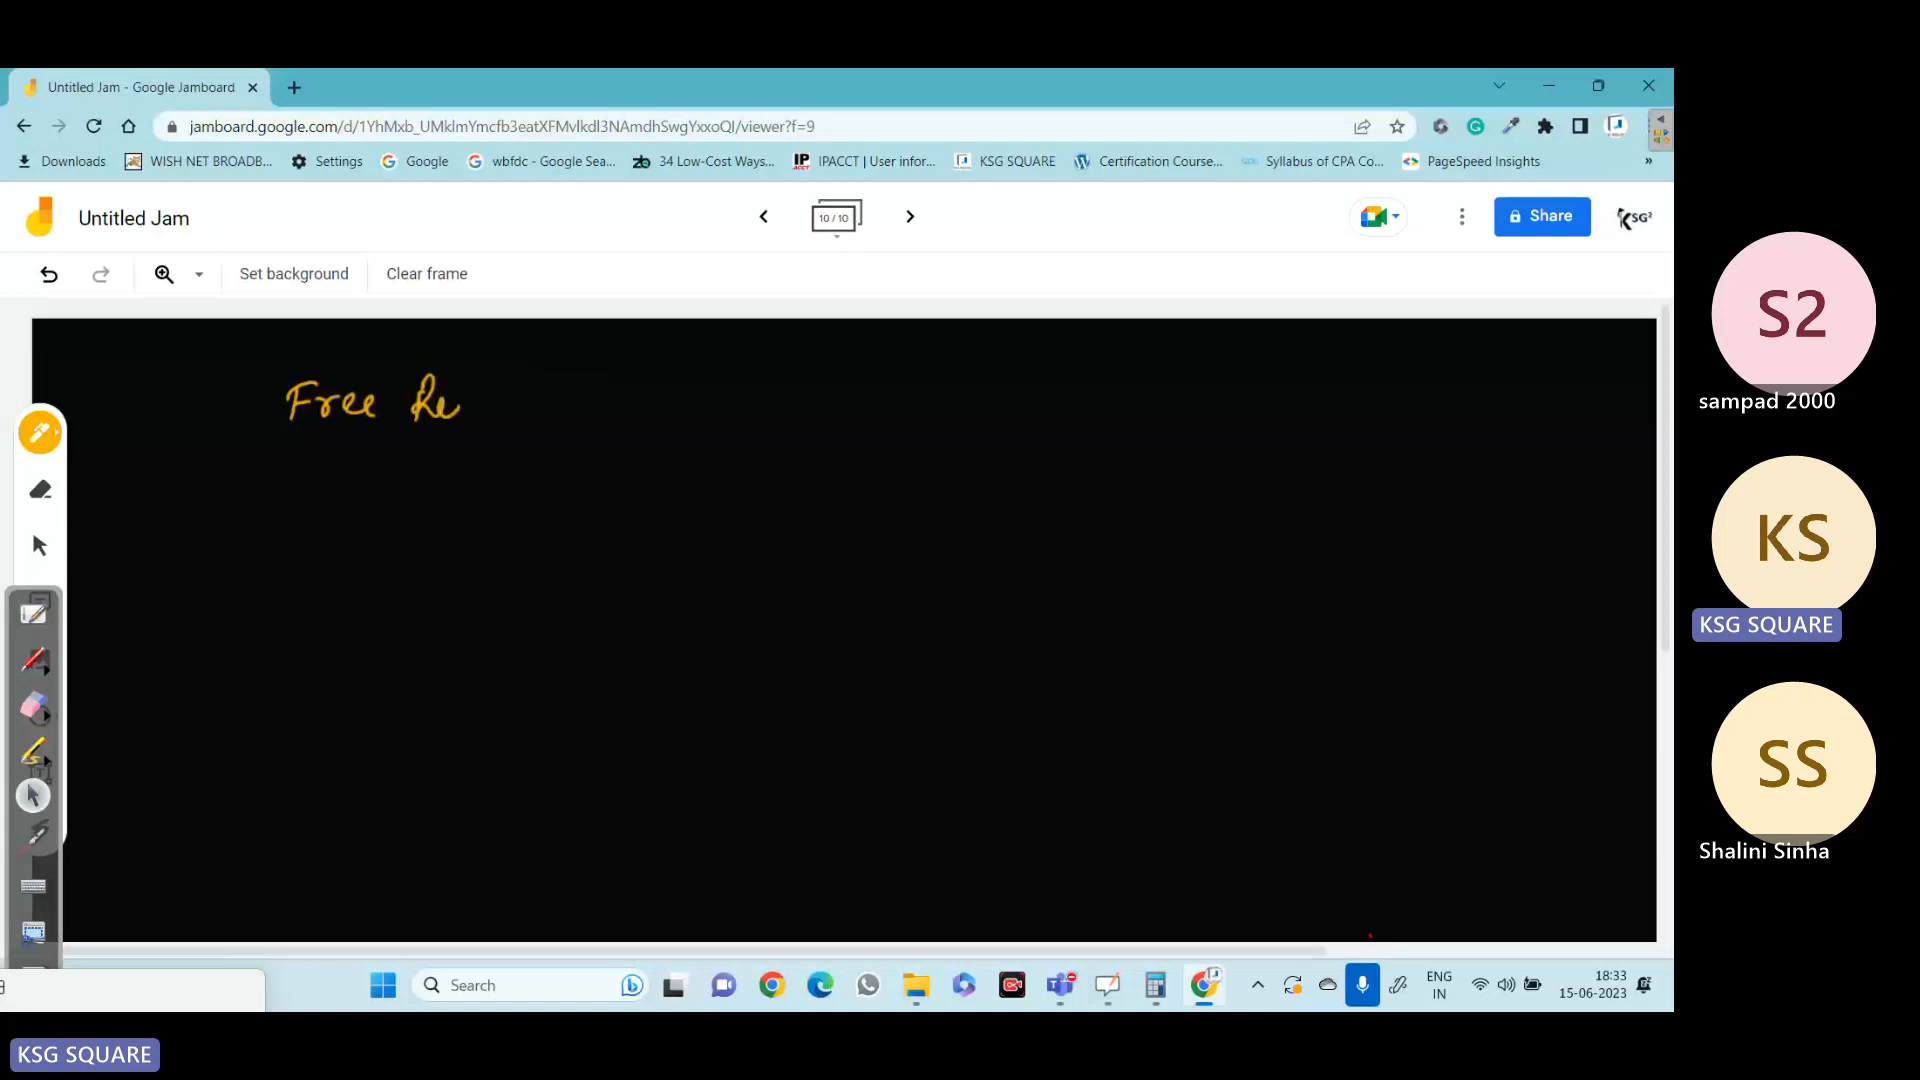 Untitled Jam - Google Jamboard
jamboard.google.com/d/1YhMxb_UMklmYmcfb3eatXFMvlkdl3NAmdhSwgYxxoQI/viewer?f=9
Downloads WISH NET BROADB... Settings Google wbfdc - Google Sea... 34 Low-Cost Ways... IPACCT | User infor... KSG SQUARE Certification Course... Syllabus of CPA Co... PageSpeed Insights »
Untitled Jam 10 / 10 Share KSG²
Set background Clear frame
Free Re
S2
sampad 2000
KS
KSG SQUARE
SS
Shalini Sinha
Search ENG IN 18:33 15-06-2023
KSG SQUARE